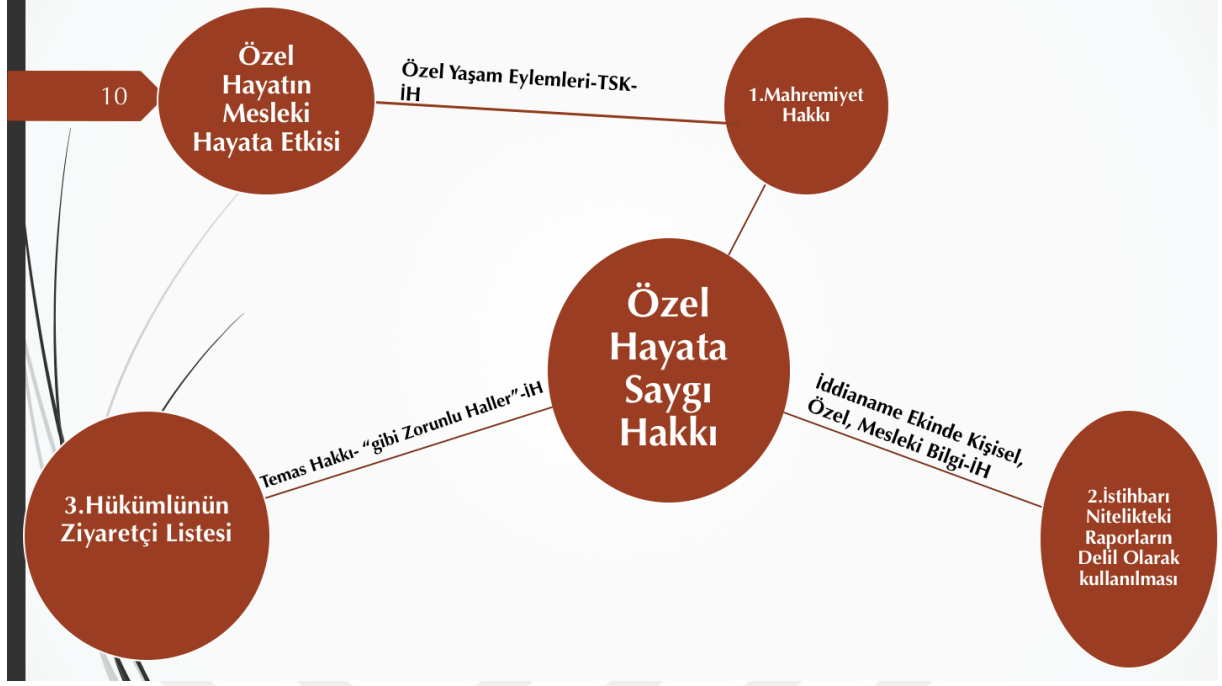 10
Özel
Hayatın
Mesleki
Hayata Etkisi
Özel Yaşam Eylemleri-TSK-
İH
1.Mahremiyet
Hakkı
Özel
Hayata
Saygı
Hakkı
Temas Hakkı- “gibi Zorunlu Haller”-İH
3.Hükümlünün
Ziyaretçi Listesi
İddianame Ekinde Kişisel,
Özel, Mesleki Bilgi-İH
2.İstihbarı
Nitelikteki
Raporların
Delil Olarak
kullanılması